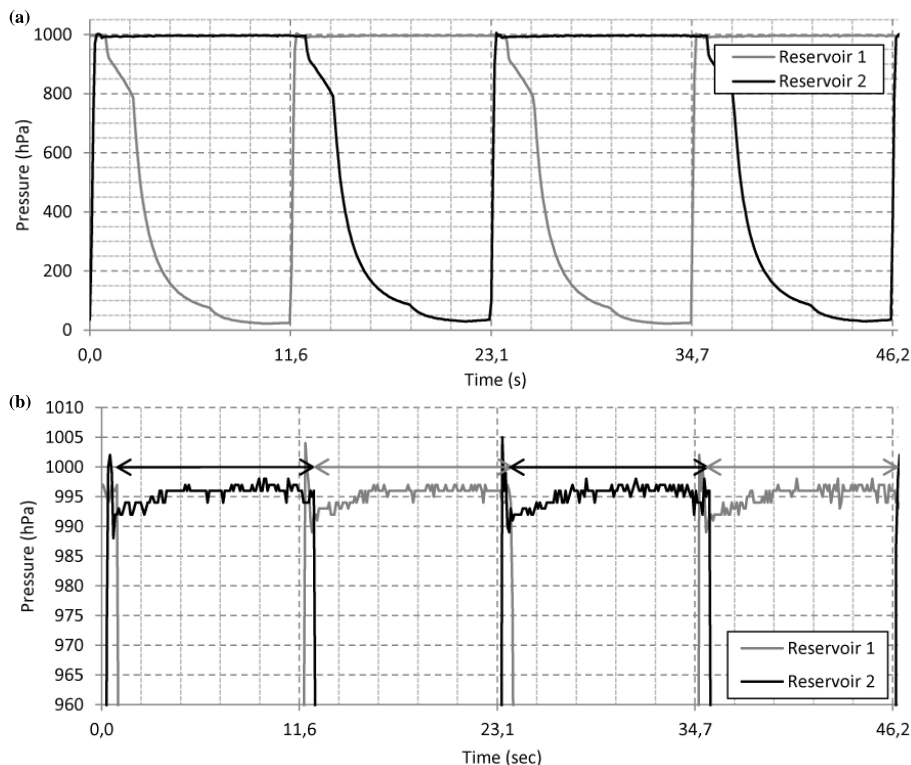 (a)
1000
800
600
400
200
0
Pressure (hPa)
Reservoir 1
Reservoir 2
0,0 11,6 23,1 34,7 46,2
Time (s)
(b)
1010
1005
1000
995
990
985
980
975
970
965
960
Pressure (hPa)
Reservoir 1
Reservoir 2
0,0 11,6 23,1 34,7 46,2
Time (sec)